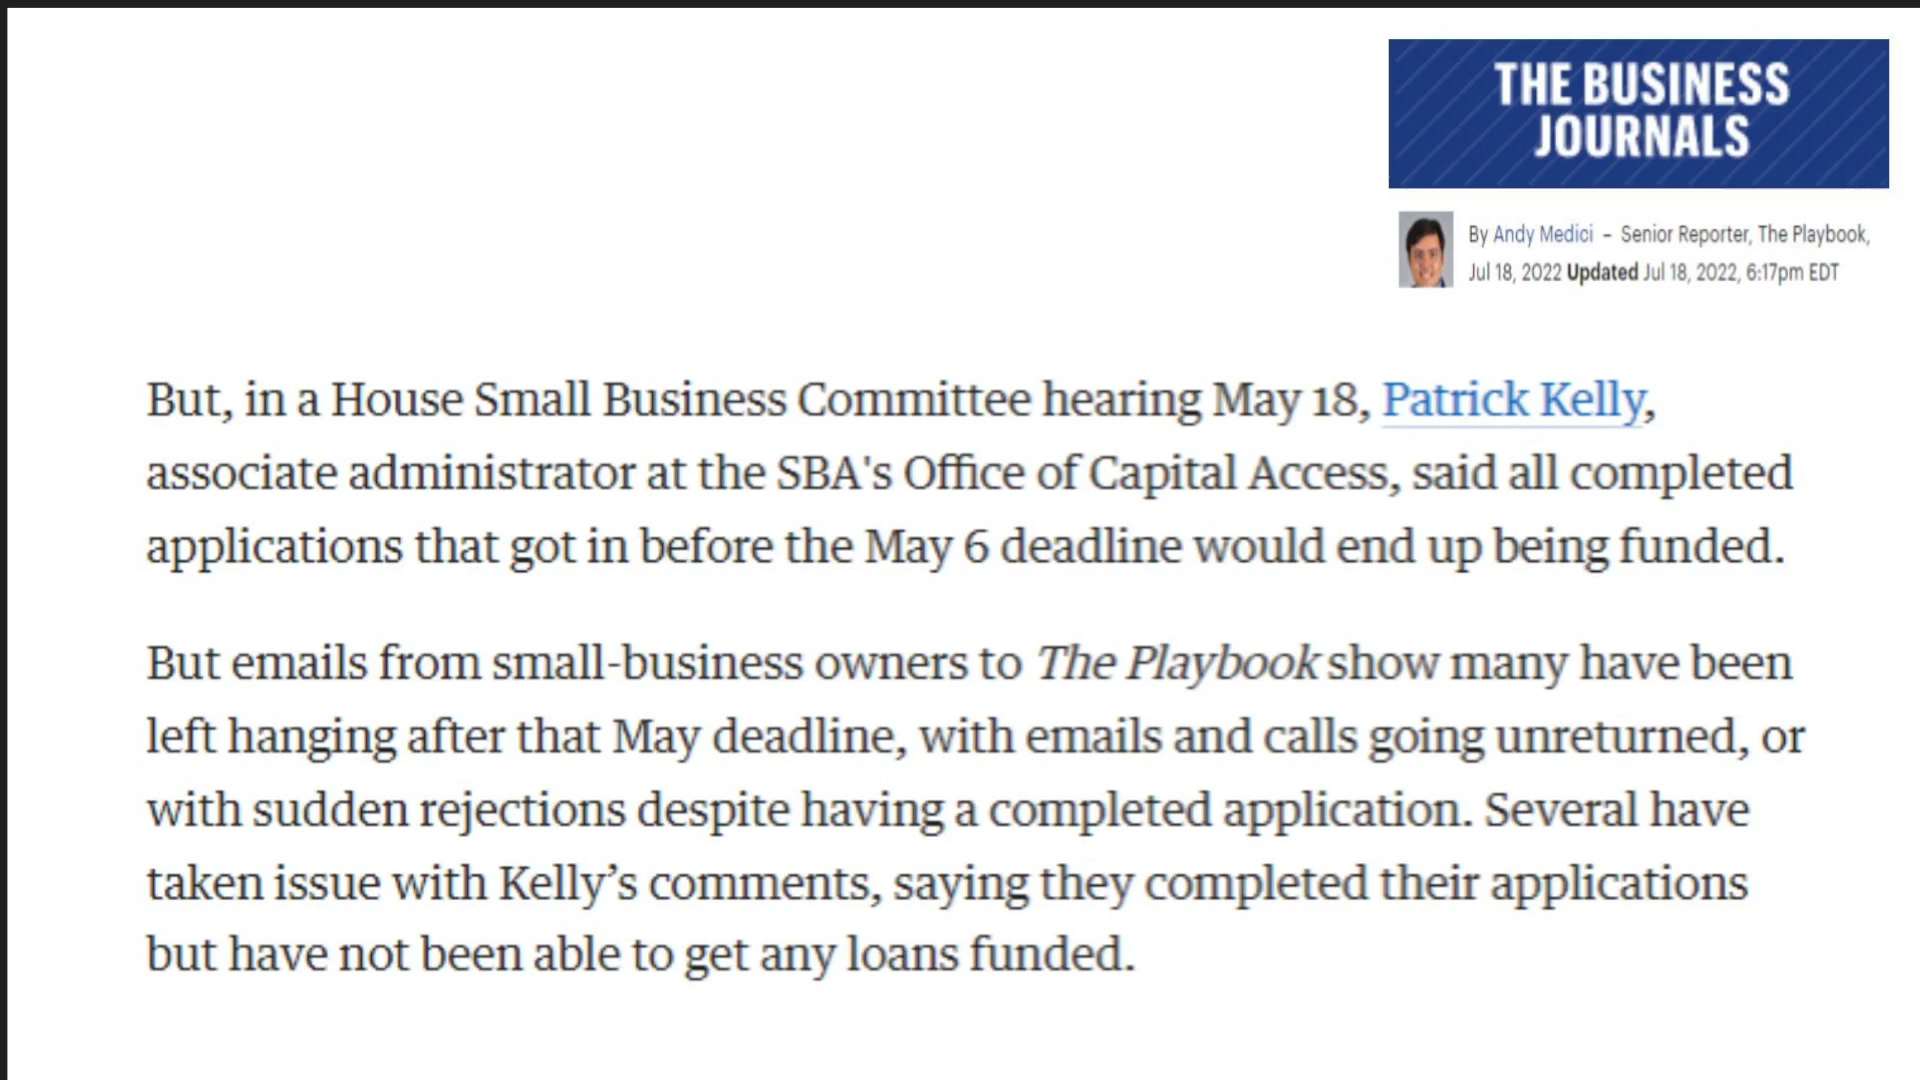 THE BUSINESS
JOURNALS
By Andy Medici – Senior Reporter, The Playbook,
Jul 18, 2022 Updated Jul 18, 2022, 6:17pm EDT
But, in a House Small Business Committee hearing May 18, Patrick Kelly,
associate administrator at the SBA's Office of Capital Access, said all completed
applications that got in before the May 6 deadline would end up being funded.
But emails from small-business owners to The Playbook show many have been
left hanging after that May deadline, with emails and calls going unreturned, or
with sudden rejections despite having a completed application. Several have
taken issue with Kelly’s comments, saying they completed their applications
but have not been able to get any loans funded.